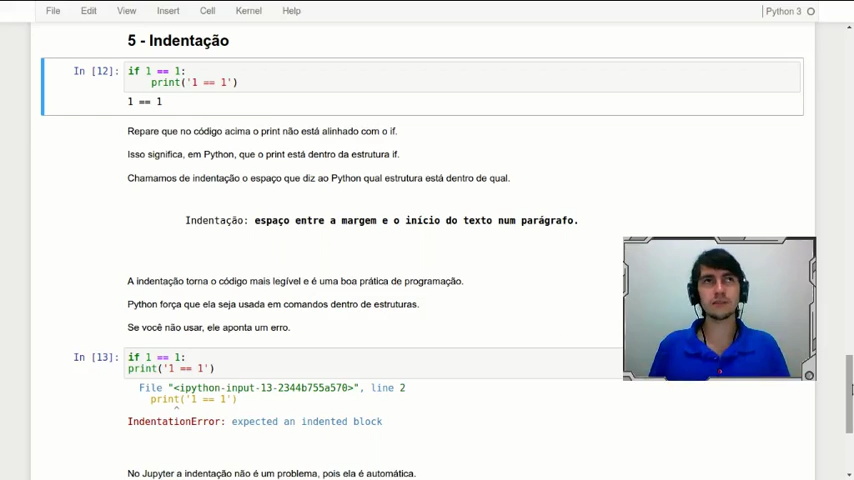 File Edit View Insert Cell Kernel Help Python 3
5 - Indentação
In [12]: if 1 == 1:
print('1 == 1')
1 == 1
Repare que no código acima o print não está alinhado com o if.
Isso significa, em Python, que o print está dentro da estrutura if.
Chamamos de indentação o espaço que diz ao Python qual estrutura está dentro de qual.
Indentação: espaço entre a margem e o início do texto num parágrafo.
A indentação torna o código mais legível e é uma boa prática de programação.
Python força que ela seja usada em comandos dentro de estruturas.
Se você não usar, ele aponta um erro.
In [13]: if 1 == 1:
print('1 == 1')
File "<ipython-input-13-2344b755a570>", line 2
print('1 == 1')
^
IndentationError: expected an indented block
No Jupyter a indentação não é um problema, pois ela é automática.